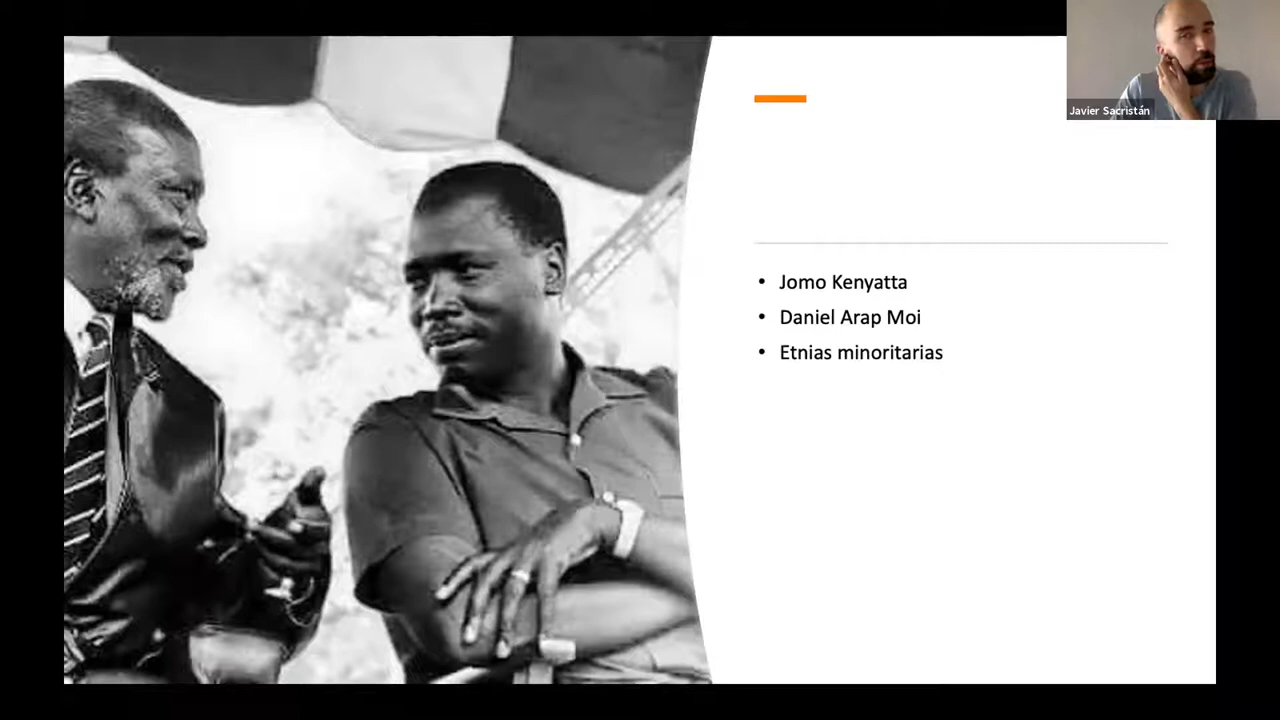 Javier Sacristán
• Jomo Kenyatta
• Daniel Arap Moi
• Etnias minoritarias